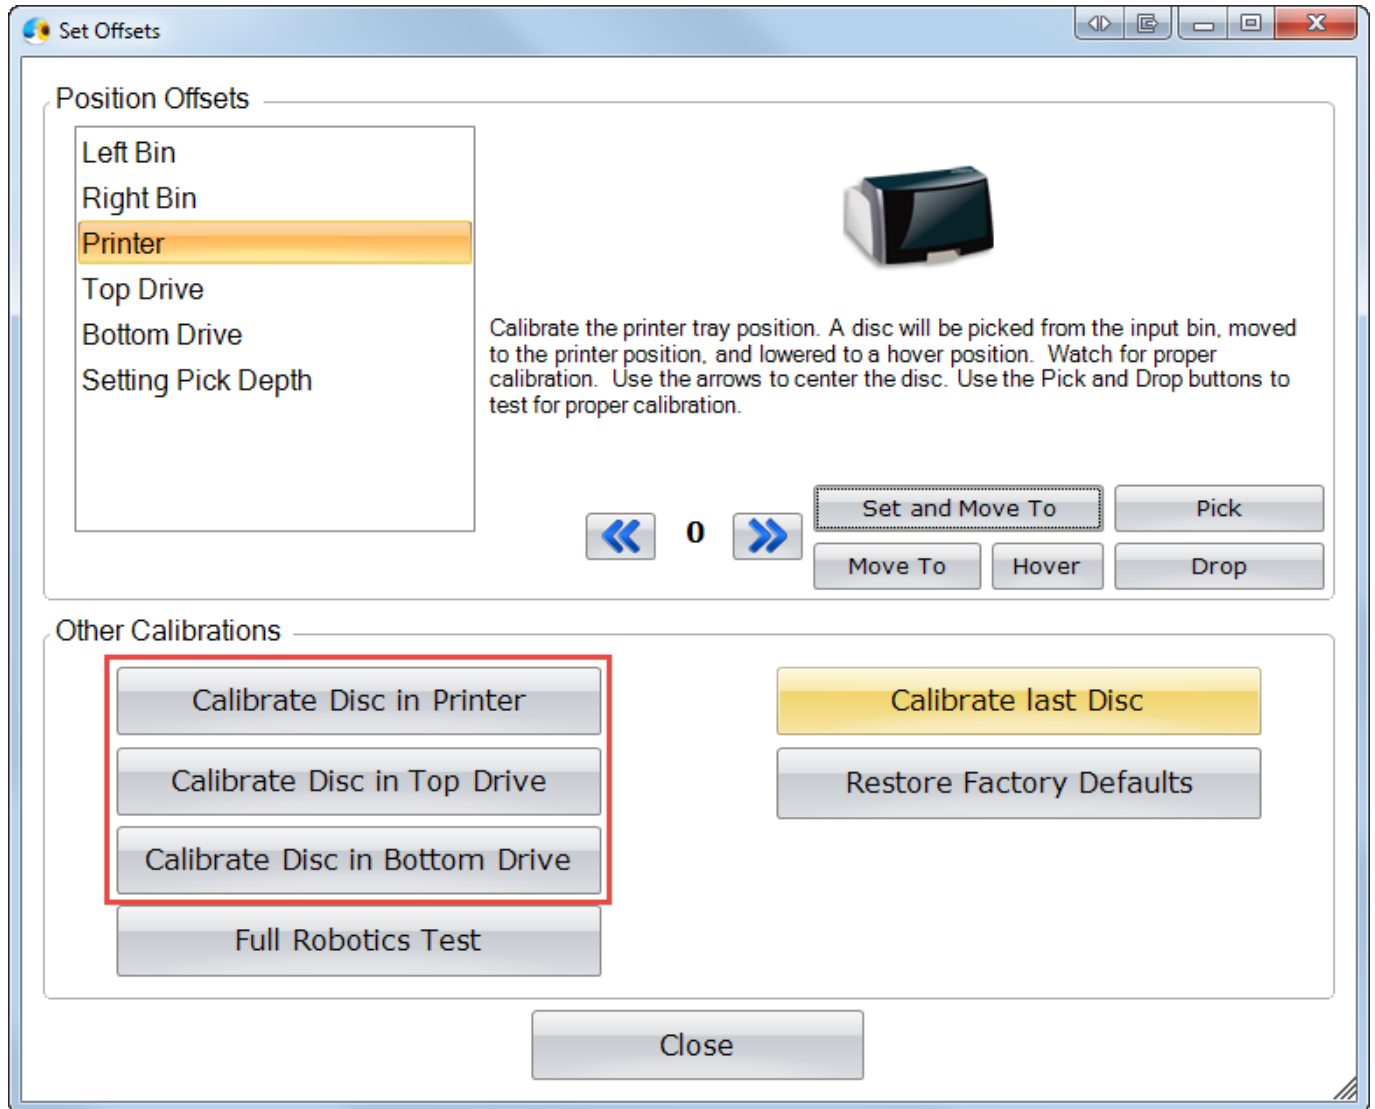 Set Offsets
Position Offsets
Left Bin
Right Bin
Printer
Top Drive
Bottom Drive
Setting Pick Depth
Calibrate the printer tray position. A disc will be picked from the input bin, moved
to the printer position, and lowered to a hover position. Watch for proper
calibration. Use the arrows to center the disc. Use the Pick and Drop buttons to
test for proper calibration.
0
Set and Move To
Pick
Move To
Hover
Drop
Other Calibrations
Calibrate Disc in Printer
Calibrate last Disc
Calibrate Disc in Top Drive
Restore Factory Defaults
Calibrate Disc in Bottom Drive
Full Robotics Test
Close